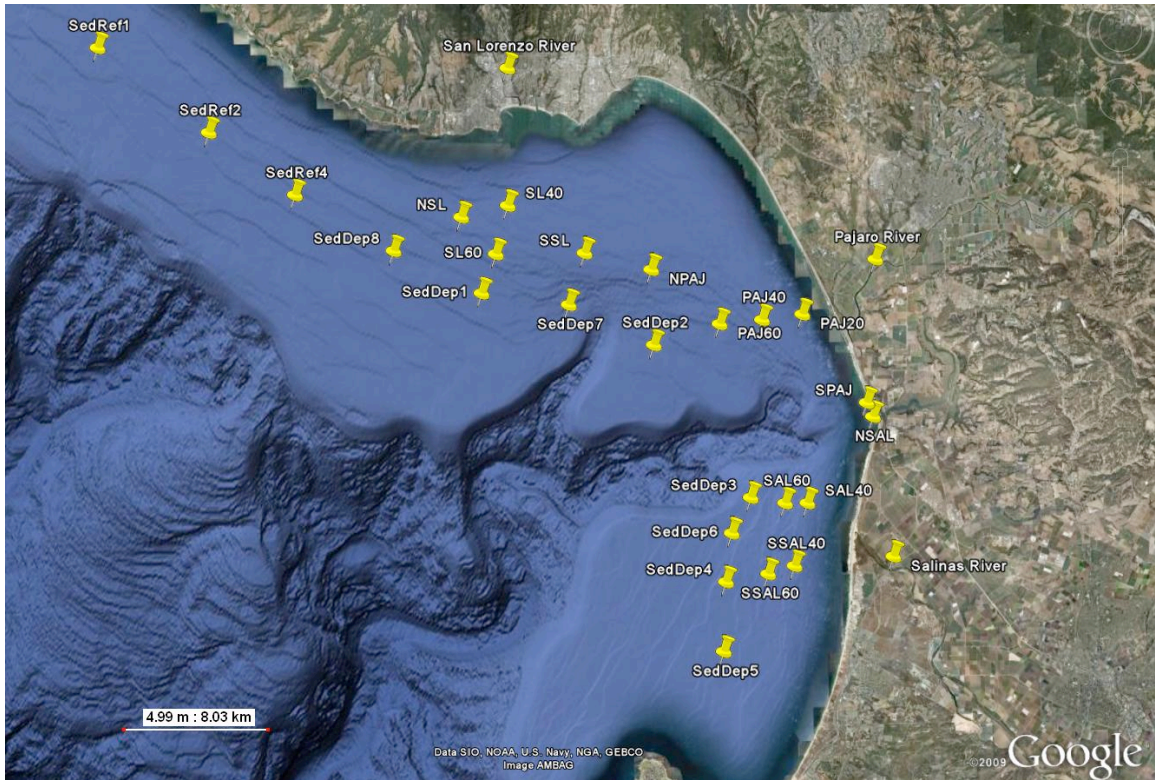 SedRef1
San Lorenzo River
SedRef2
SedRef4
SL40
NSL
SedDep8
SL60
SSL
Pajaro River
NPAJ
SedDep1
PAJ40
SedDep7
SedDep2
PAJ60
PAJ20
SPAJ
NSAL
SedDep3
SAL60
SAL40
SedDep6
SSAL40
SedDep4
Salinas River
SSAL60
SedDep5
4.99 m : 8.03 km
Data SIO, NOAA, U.S. Navy, NGA, GEBCO
Image AMBAG
©2009 Google